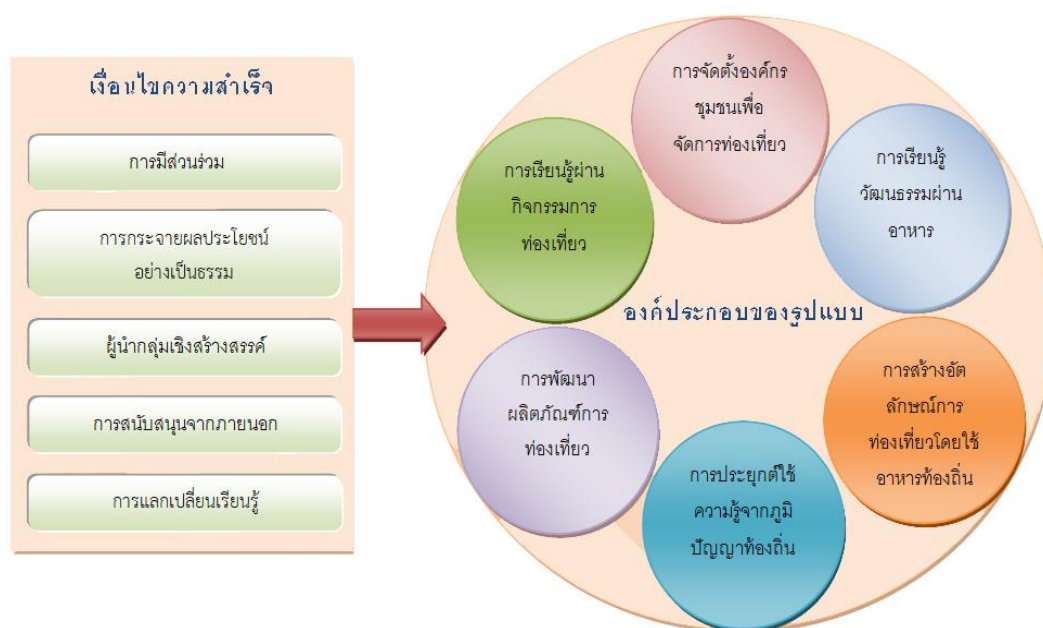 เงื่อนไขความสำเร็จ
การมีส่วนร่วม
การกระจายผลประโยชน์
อย่างเป็นธรรม
ผู้นำกลุ่มเชิงสร้างสรรค์
การสนับสนุนจากภายนอก
การแลกเปลี่ยนเรียนรู้
การจัดตั้งองค์กร
ชุมชนเพื่อ
จัดการท่องเที่ยว
การเรียนรู้
วัฒนธรรมผ่าน
อาหาร
การสร้างอัต
ลักษณ์การ
ท่องเที่ยวโดยใช้
อาหารท้องถิ่น
การประยุกต์ใช้
ความรู้จากภูมิ
ปัญญาท้องถิ่น
การพัฒนา
ผลิตภัณฑ์การ
ท่องเที่ยว
การเรียนรู้ผ่าน
กิจกรรมการ
ท่องเที่ยว
องค์ประกอบของรูปแบบ